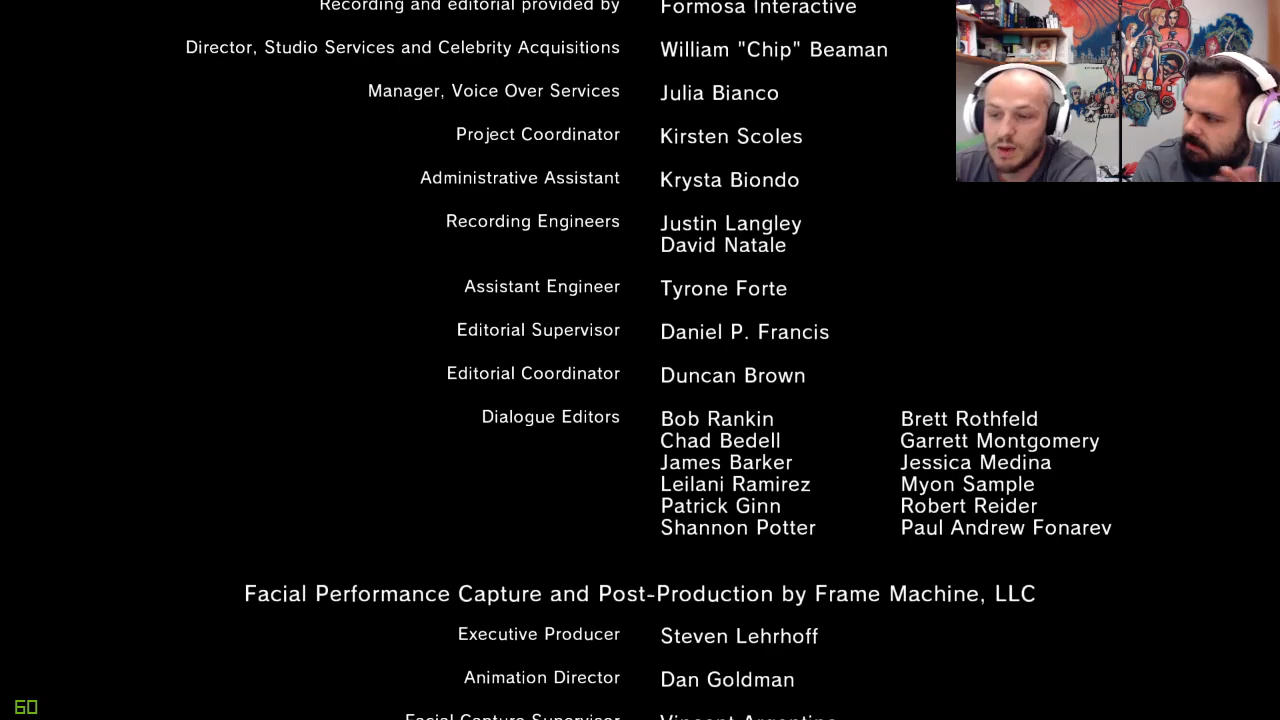 Recording and editorial provided by Formosa Interactive
Director, Studio Services and Celebrity Acquisitions William "Chip" Beaman
Manager, Voice Over Services Julia Bianco
Project Coordinator Kirsten Scoles
Administrative Assistant Krysta Biondo
Recording Engineers Justin Langley
David Natale
Assistant Engineer Tyrone Forte
Editorial Supervisor Daniel P. Francis
Editorial Coordinator Duncan Brown
Dialogue Editors Bob Rankin Brett Rothfeld
Chad Bedell Garrett Montgomery
James Barker Jessica Medina
Leilani Ramirez Myon Sample
Patrick Ginn Robert Reider
Shannon Potter Paul Andrew Fonarev
Facial Performance Capture and Post-Production by Frame Machine, LLC
Executive Producer Steven Lehrhoff
Animation Director Dan Goldman
Facial Capture Supervisor Vincent
60